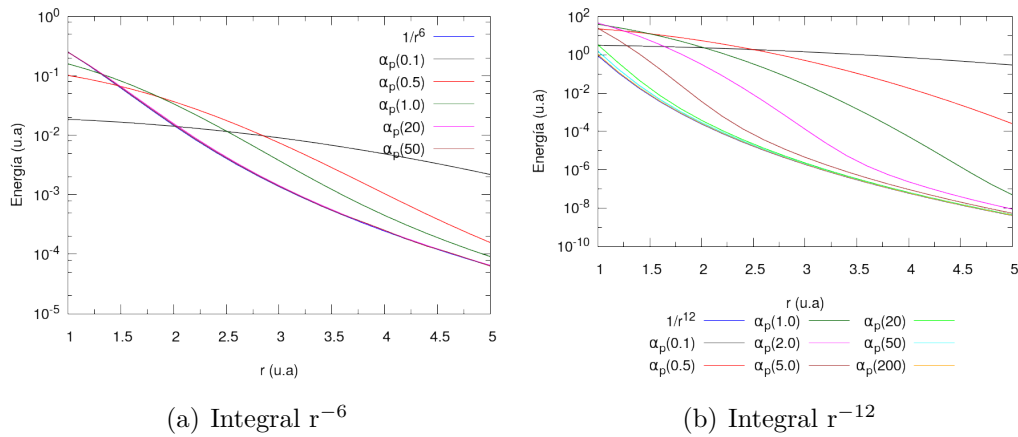 10^0
10^-1
10^-2
10^-3
10^-4
10^-5
Energía (u.a)
1 1.5 2 2.5 3 3.5 4 4.5 5
r (u.a)
1/r^6
α_p(0.1)
α_p(0.5)
α_p(1.0)
α_p(20)
α_p(50)
(a) Integral r^-6
10^2
10^0
10^-2
10^-4
10^-6
10^-8
10^-10
Energía (u.a)
1 1.5 2 2.5 3 3.5 4 4.5 5
r (u.a)
1/r^12 α_p(1.0) α_p(20)
α_p(0.1) α_p(2.0) α_p(50)
α_p(0.5) α_p(5.0) α_p(200)
(b) Integral r^-12